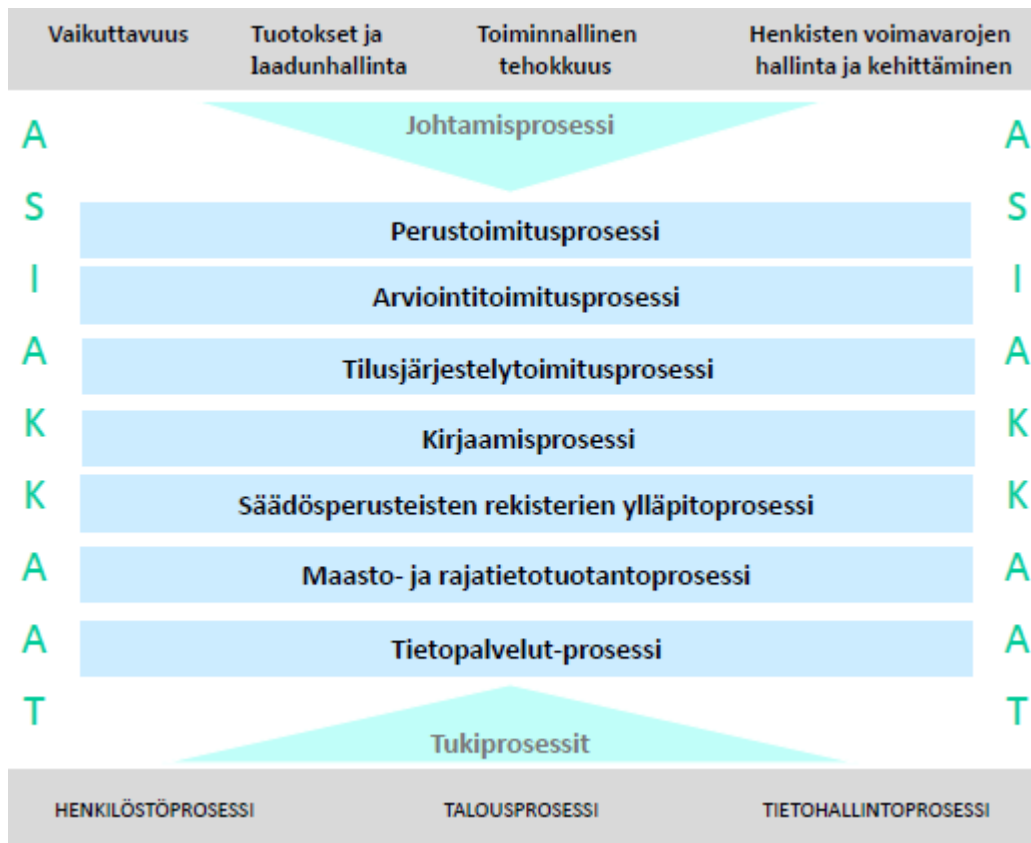 Vaikuttavuus
Tuotokset ja
laadunhallinta
Toiminnallinen
tehokkuus
Henkisten voimavarojen
hallinta ja kehittäminen
Johtamisprosessi
A
S
I
A
K
K
A
A
T
Perustoimitusprosessi
Arviointitoimitusprosessi
Tilusjärjestelytoimitusprosessi
Kirjaamisprosessi
Säädösperusteisten rekisterien ylläpitoprosessi
Maasto- ja rajatietotuotantoprosessi
Tietopalvelut-prosessi
A
S
I
A
K
K
A
A
T
Tukiprosessit
HENKILÖSTÖPROSESSI
TALOUSPROSESSI
TIETOHALLINTOPROSESSI